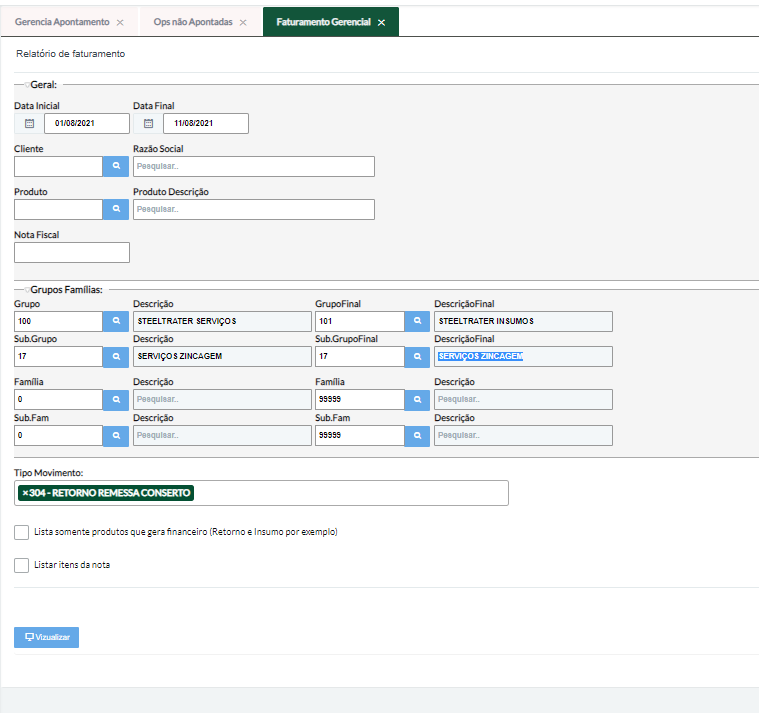 Gerencia Apontamento × Ops não Apontadas × Faturamento Gerencial ×
Relatório de faturamento
Geral:
Data Inicial Data Final
01/08/2021 11/08/2021
Cliente Razão Social
Pesquisar..
Produto Produto Descrição
Pesquisar..
Nota Fiscal
Grupos Famílias:
Grupo Descrição GrupoFinal DescriçãoFinal
100 STEELTRATER SERVIÇOS 101 STEELTRATER INSUMOS
Sub.Grupo Descrição Sub.GrupoFinal DescriçãoFinal
17 SERVIÇOS ZINCAGEM 17 SERVIÇOS ZINCAGEM
Família Descrição Família Descrição
0 Pesquisar.. 99999 Pesquisar..
Sub.Fam Descrição Sub.Fam Descrição
0 Pesquisar.. 99999 Pesquisar..
Tipo Movimento:
×304 - RETORNO REMESSA CONSERTO
Lista somente produtos que gera financeiro (Retorno e Insumo por exemplo)
Listar itens da nota
Vizualizar